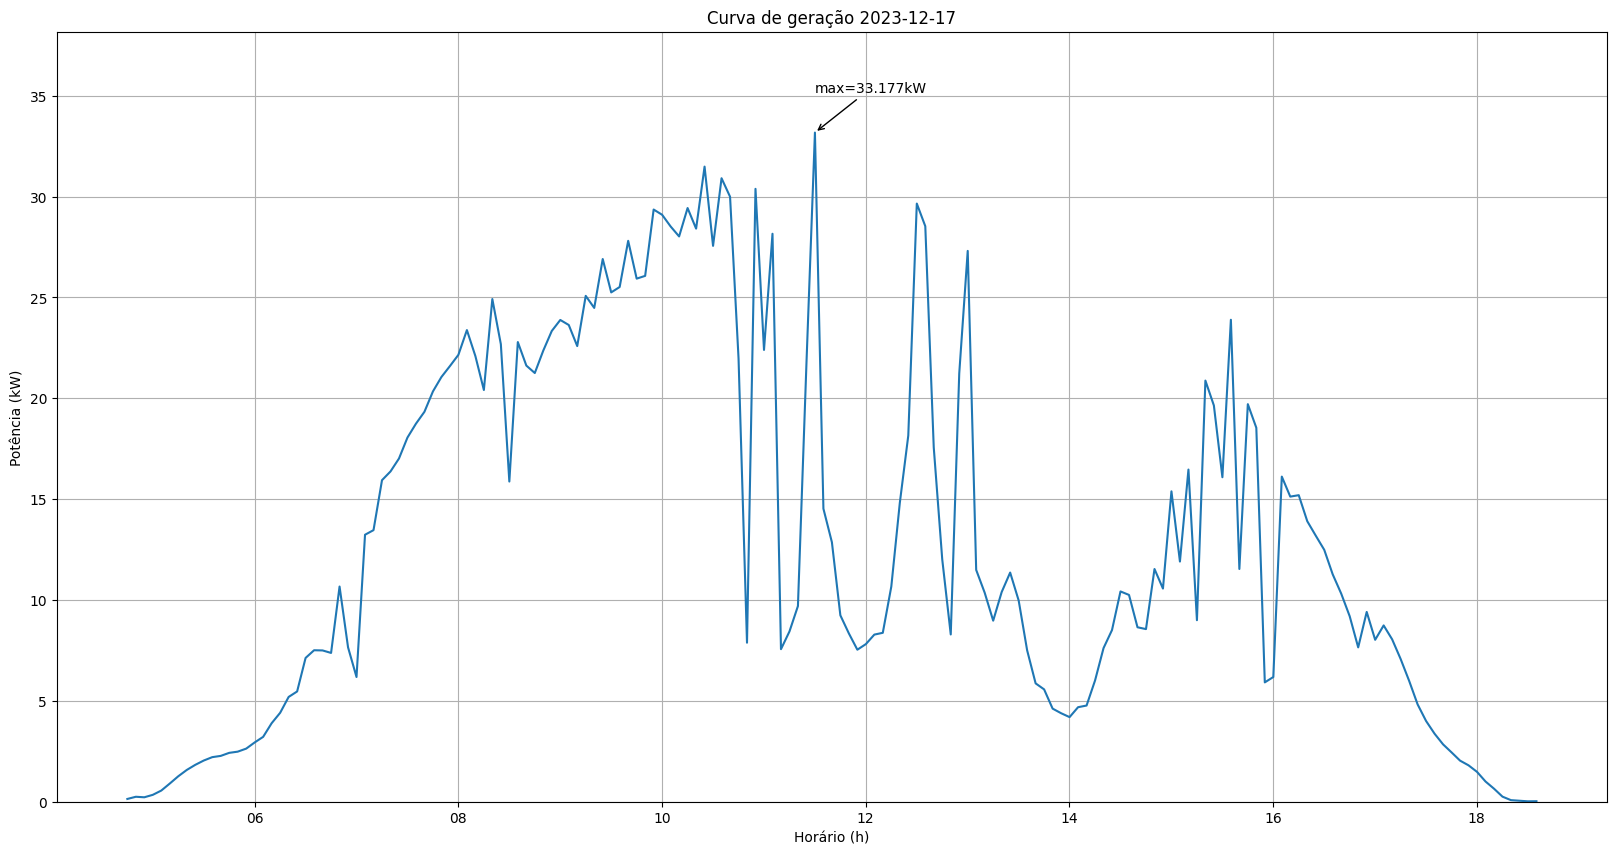 Curva de geração 2023-12-17
max=33.177kW
35
30
25
20
15
10
5
0
Potência (kW)
06 08 10 12 14 16 18
Horário (h)